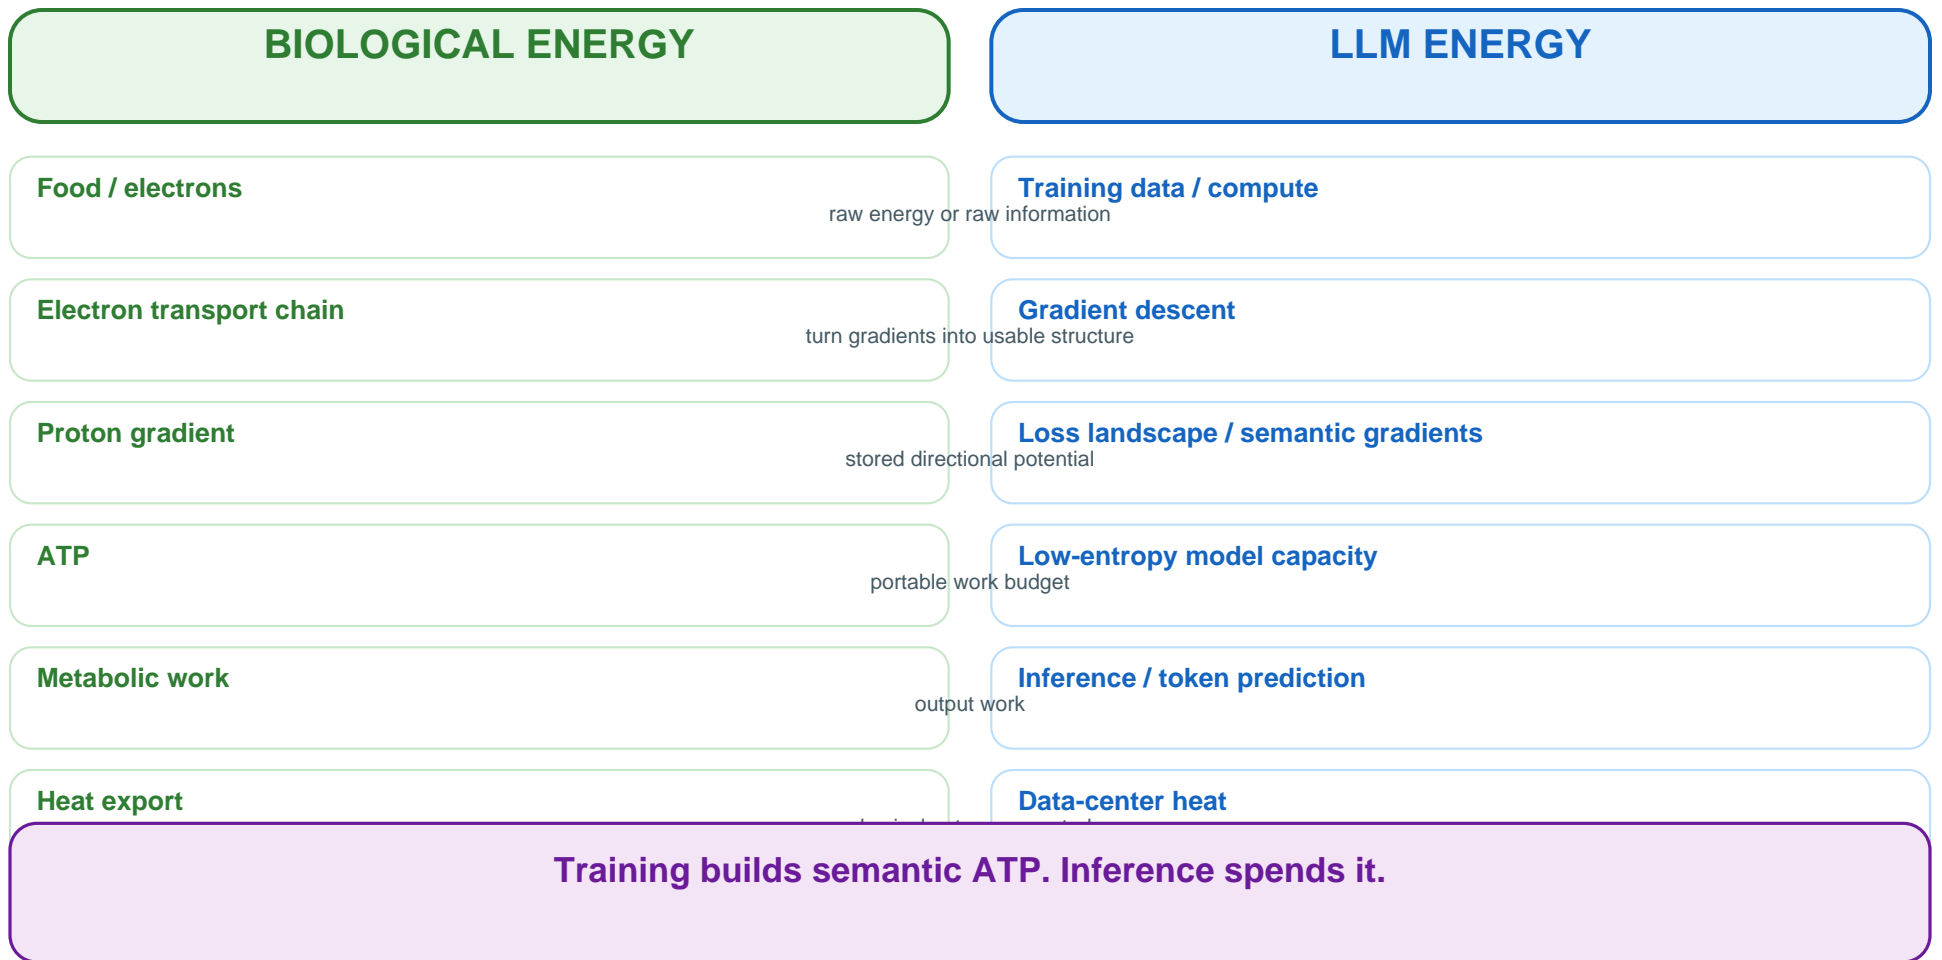 BIOLOGICAL ENERGY
LLM ENERGY
Food / electrons
Training data / compute
raw energy or raw information
Electron transport chain
Gradient descent
turn gradients into usable structure
Proton gradient
Loss landscape / semantic gradients
stored directional potential
ATP
Low-entropy model capacity
portable work budget
Metabolic work
Inference / token prediction
output work
Heat export
Data-center heat
Training builds semantic ATP. Inference spends it.